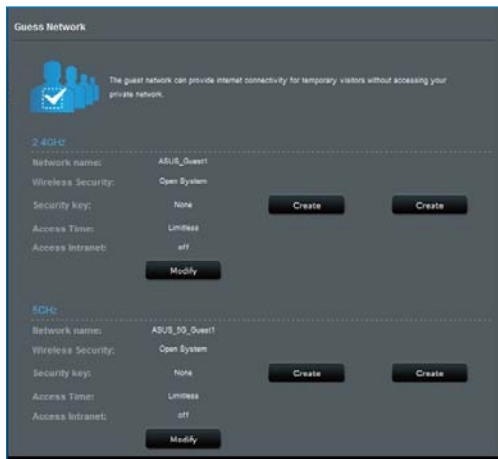 Guess Network
The guest network can provide internet connectivity for temporary visitors without accessing your
private network.
2.4GHz
Network name: ASUS_Guest1
Wireless Security: Open System
Security key: None Create Create
Access Time: Limitless
Access Intranet: off
Modify
5GHz
Network name: ASUS_5G_Guest1
Wireless Security: Open System
Security key: None Create Create
Access Time: Limitless
Access Intranet: off
Modify